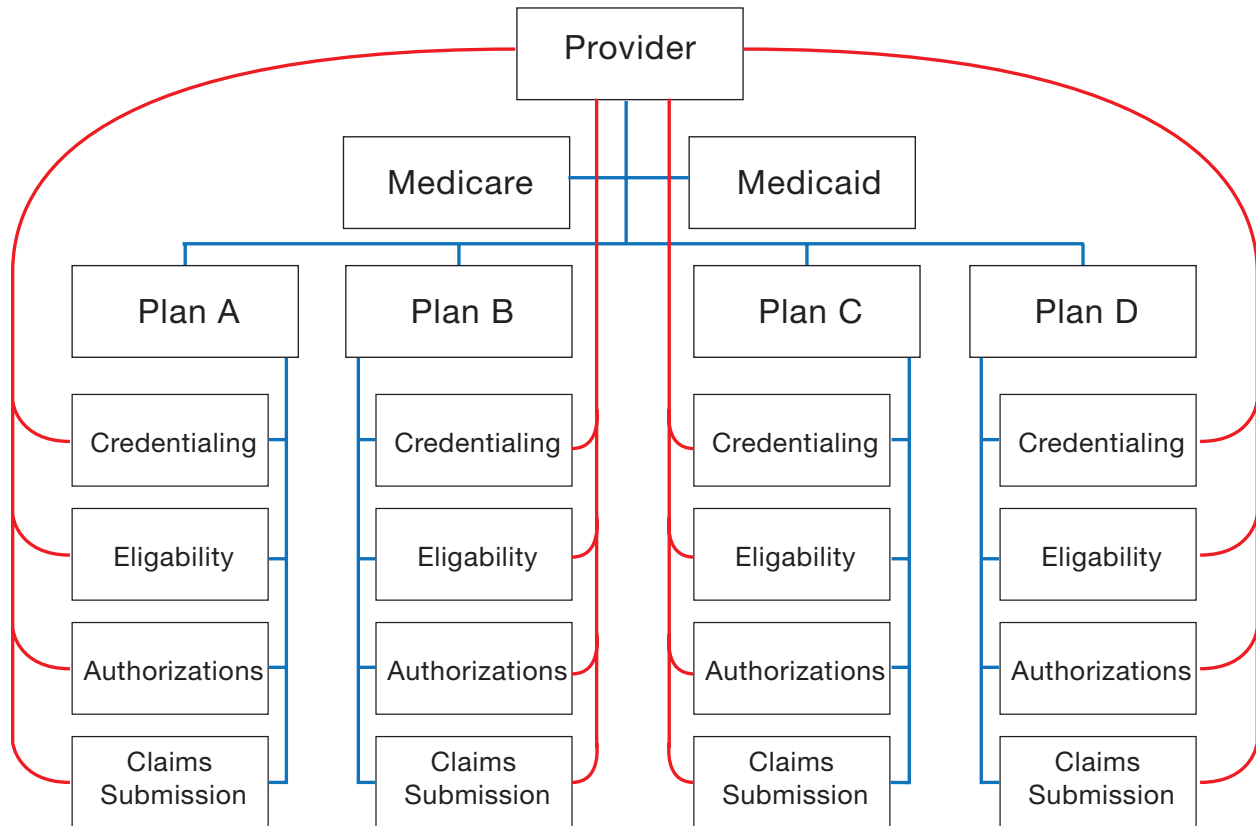 Provider
Medicare
Medicaid
Plan A
Plan B
Plan C
Plan D
Credentialing
Credentialing
Credentialing
Credentialing
Eligability
Eligability
Eligability
Eligability
Authorizations
Authorizations
Authorizations
Authorizations
Claims
Submission
Claims
Submission
Claims
Submission
Claims
Submission